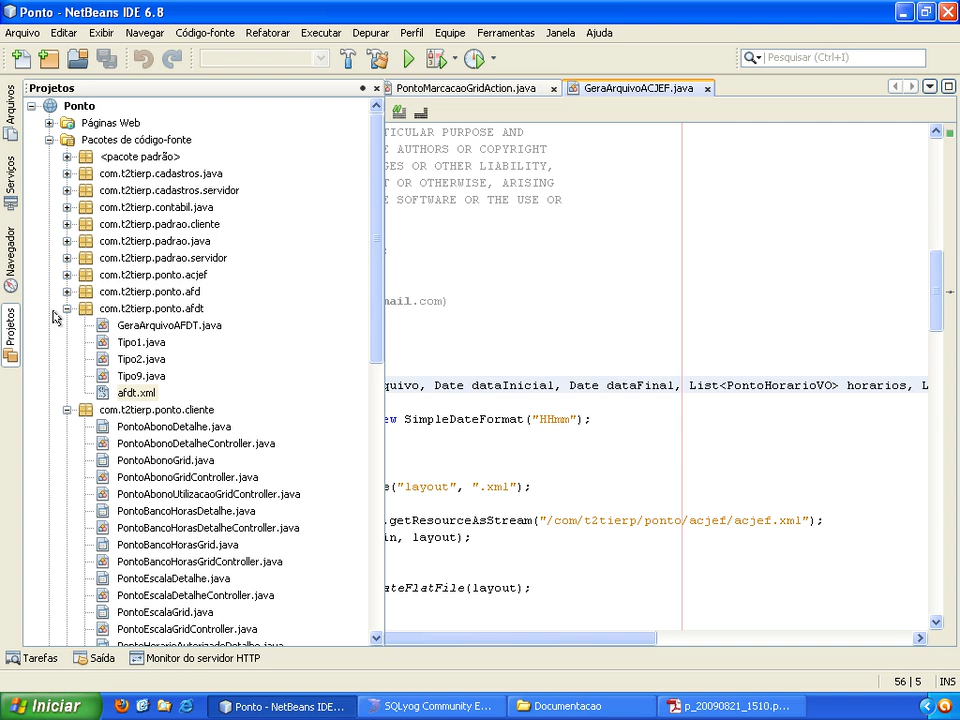 Ponto - NetBeans IDE 6.8
Arquivo Editar Exibir Navegar Código-fonte Refatorar Executar Depurar Perfil Equipe Ferramentas Janela Ajuda
Pesquisar (Ctrl+I)
Projetos
PontoMarcacaoGridAction.java
GeraArquivoACJEF.java
Arquivos
Serviços
Navegador
Projetos
Ponto
Páginas Web
Pacotes de código-fonte
<pacote padrão>
com.t2tierp.cadastros.java
com.t2tierp.cadastros.servidor
com.t2tierp.contabil.java
com.t2tierp.padrao.cliente
com.t2tierp.padrao.java
com.t2tierp.padrao.servidor
com.t2tierp.ponto.acjef
com.t2tierp.ponto.afd
com.t2tierp.ponto.afdt
GeraArquivoAFDT.java
Tipo1.java
Tipo2.java
Tipo9.java
afdt.xml
com.t2tierp.ponto.cliente
PontoAbonoDetalhe.java
PontoAbonoDetalheController.java
PontoAbonoGrid.java
PontoAbonoGridController.java
PontoAbonoUtilizacaoGridController.java
PontoBancoHorasDetalhe.java
PontoBancoHorasDetalheController.java
PontoBancoHorasGrid.java
PontoBancoHorasGridController.java
PontoEscalaDetalhe.java
PontoEscalaDetalheController.java
PontoEscalaGrid.java
PontoEscalaGridController.java
PontoHorarioAutorizadoDetalhe.java
TICULAR PURPOSE AND
E AUTHORS OR COPYRIGHT
GES OR OTHER LIABILITY,
T OR OTHERWISE, ARISING
E SOFTWARE OR THE USE OR
;
mail.com)
quivo, Date dataInicial, Date dataFinal, List<PontoHorarioVO> horarios, L
ew SimpleDateFormat("HHmm");
e("layout", ".xml");
.getResourceAsStream("/com/t2tierp/ponto/acjef/acjef.xml");
in, layout);
ateFlatFile(layout);
Tarefas Saída Monitor do servidor HTTP
56 | 5 INS
Iniciar
Ponto - NetBeans IDE...
SQLyog Community E...
Documentacao
p_20090821_1510.p...